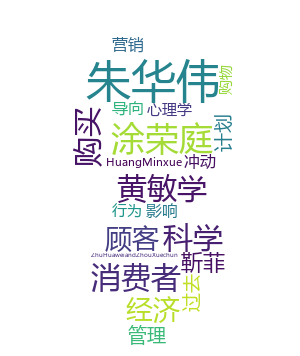 营销
朱华伟
购物
导向
心理学
购买
涂荣庭
计划
HuangMinxue
冲动
黄敏学
行为
影响
顾客
科学
ZhuHuaweiandZhouXuechun
靳菲
消费者
过去
经济
管理